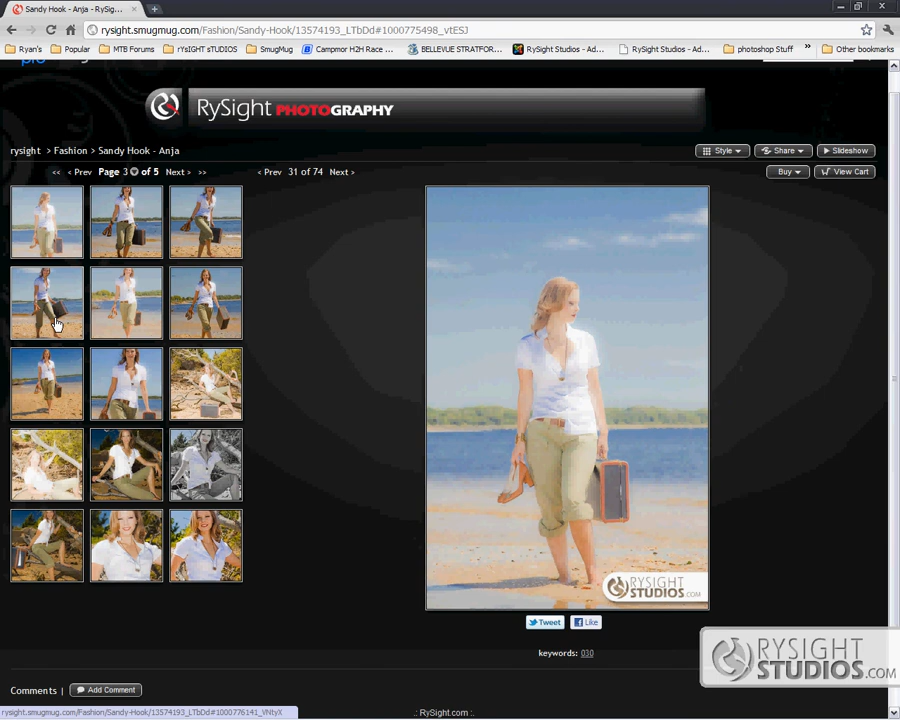 Sandy Hook - Anja - RySig...
rysight.smugmug.com/Fashion/Sandy-Hook/13574193_LTbDd#1000775498_vtESJ
Ryan's
Popular
MTB Forums
rYsIGHT sTUDIOS
SmugMug
Campmor H2H Race ...
BELLEVUE STRATFOR...
RySight Studios - Ad...
RySight Studios - Ad...
photoshop Stuff
»
Other bookmarks
RySight PHOTOGRAPHY
rysight > Fashion > Sandy Hook - Anja
Style
Share
Slideshow
<< < Prev Page 3 of 5 Next > >>
< Prev 31 of 74 Next >
Buy
View Cart
RYSIGHT
STUDIOS.COM
Tweet
Like
keywords: 030
RYSIGHT
STUDIOS.COM
Comments |
Add Comment
rysight.smugmug.com/Fashion/Sandy-Hook/13574193_LTbDd#1000776141_VNtyX
.: RySight.com :.